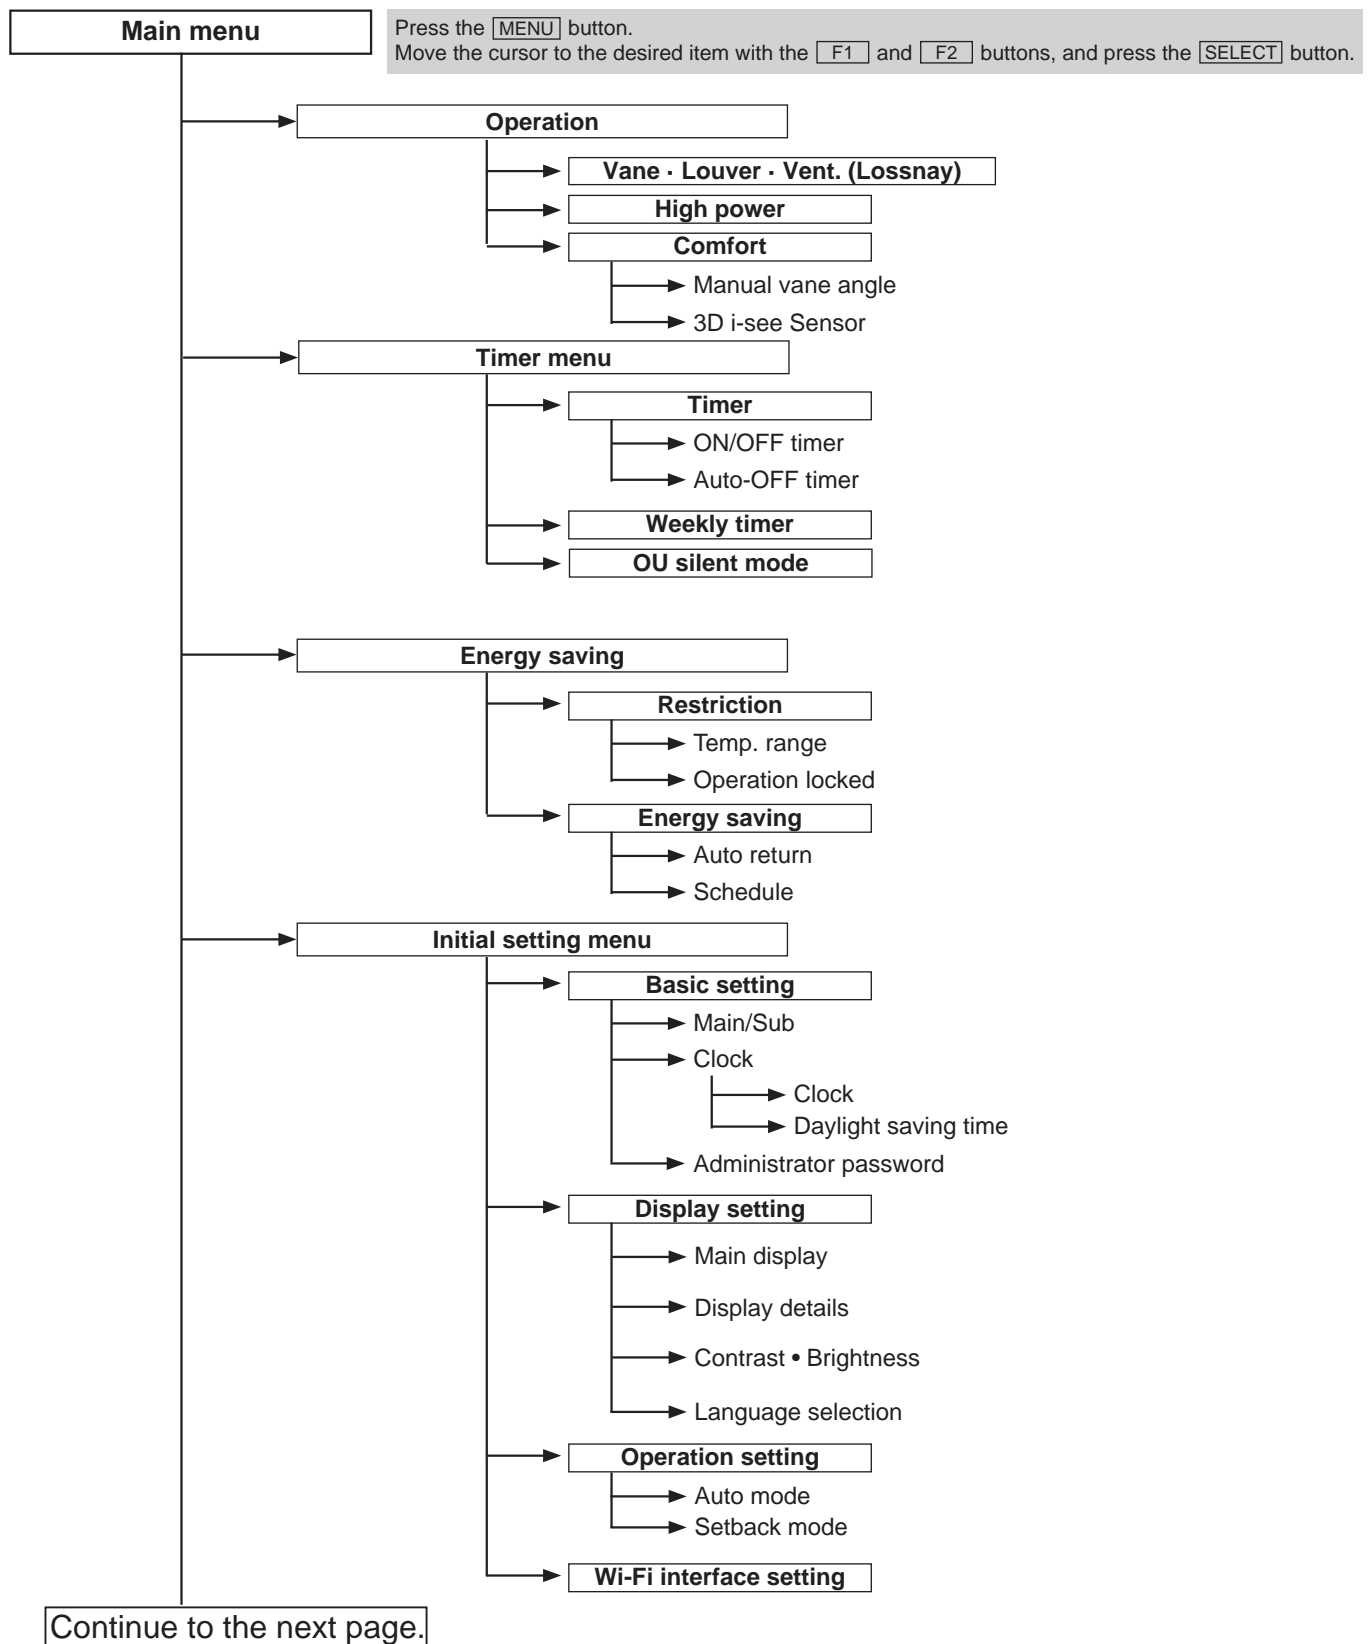 Main menu
Press the MENU button.
Move the cursor to the desired item with the F1 and F2 buttons, and press the SELECT button.
Operation
Vane · Louver · Vent. (Lossnay)
High power
Comfort
Manual vane angle
3D i-see Sensor
Timer menu
Timer
ON/OFF timer
Auto-OFF timer
Weekly timer
OU silent mode
Energy saving
Restriction
Temp. range
Operation locked
Energy saving
Auto return
Schedule
Initial setting menu
Basic setting
Main/Sub
Clock
Clock
Daylight saving time
Administrator password
Display setting
Main display
Display details
Contrast • Brightness
Language selection
Operation setting
Auto mode
Setback mode
Wi-Fi interface setting
Continue to the next page.